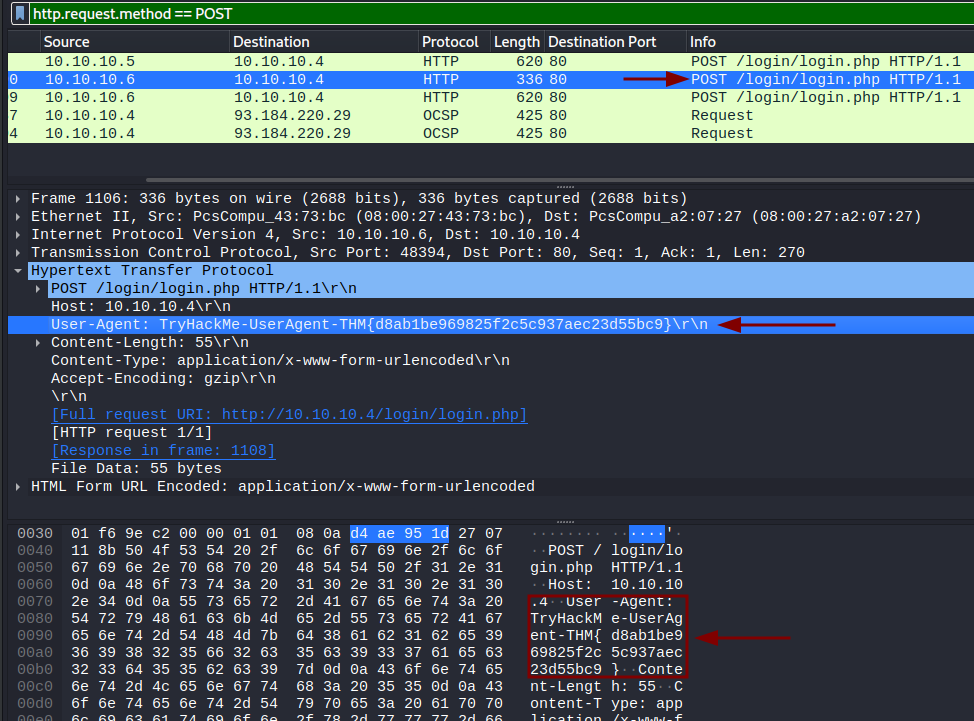 http.request.method == POST
Source Destination Protocol Length Destination Port Info
10.10.10.5 10.10.10.4 HTTP 620 80 POST /login/login.php HTTP/1.1
0 10.10.10.6 10.10.10.4 HTTP 336 80 POST /login/login.php HTTP/1.1
9 10.10.10.6 10.10.10.4 HTTP 620 80 POST /login/login.php HTTP/1.1
7 10.10.10.4 93.184.220.29 OCSP 425 80 Request
4 10.10.10.4 93.184.220.29 OCSP 425 80 Request
Frame 1106: 336 bytes on wire (2688 bits), 336 bytes captured (2688 bits)
Ethernet II, Src: PcsCompu_43:73:bc (08:00:27:43:73:bc), Dst: PcsCompu_a2:07:27 (08:00:27:a2:07:27)
Internet Protocol Version 4, Src: 10.10.10.6, Dst: 10.10.10.4
Transmission Control Protocol, Src Port: 48394, Dst Port: 80, Seq: 1, Ack: 1, Len: 270
Hypertext Transfer Protocol
POST /login/login.php HTTP/1.1\r\n
Host: 10.10.10.4\r\n
User-Agent: TryHackMe-UserAgent-THM{d8ab1be969825f2c5c937aec23d55bc9}\r\n
Content-Length: 55\r\n
Content-Type: application/x-www-form-urlencoded\r\n
Accept-Encoding: gzip\r\n
\r\n
[Full request URI: http://10.10.10.4/login/login.php]
[HTTP request 1/1]
[Response in frame: 1108]
File Data: 55 bytes
HTML Form URL Encoded: application/x-www-form-urlencoded
0030 01 f6 9e c2 00 00 01 01 08 0a d4 ae 95 1d 27 07 ········ ·· ····'·
0040 11 8b 50 4f 53 54 20 2f 6c 6f 67 69 6e 2f 6c 6f ··POST / login/lo
0050 67 69 6e 2e 70 68 70 20 48 54 54 50 2f 31 2e 31 gin.php HTTP/1.1
0060 0d 0a 48 6f 73 74 3a 20 31 30 2e 31 30 2e 31 30 ··Host: 10.10.10
0070 2e 34 0d 0a 55 73 65 72 2d 41 67 65 6e 74 3a 20 .4··User -Agent:
0080 54 72 79 48 61 63 6b 4d 65 2d 55 73 65 72 41 67 TryHackM e-UserAg
0090 65 6e 74 2d 54 48 4d 7b 64 38 61 62 31 62 65 39 ent-THM{ d8ab1be9
00a0 36 39 38 32 35 66 32 63 35 63 39 33 37 61 65 63 69825f2c 5c937aec
00b0 32 33 64 35 35 62 63 39 7d 0d 0a 43 6f 6e 74 65 23d55bc9 }··Conte
00c0 6e 74 2d 4c 65 6e 67 74 68 3a 20 35 35 0d 0a 43 nt-Lengt h: 55··C
00d0 6f 6e 74 65 6e 74 2d 54 79 70 65 3a 20 61 70 70 ontent-T ype: app
00e0 6c 69 63 61 74 69 6f 6e 2f 78 2d 77 77 77 2d 66 lication /x-www-f